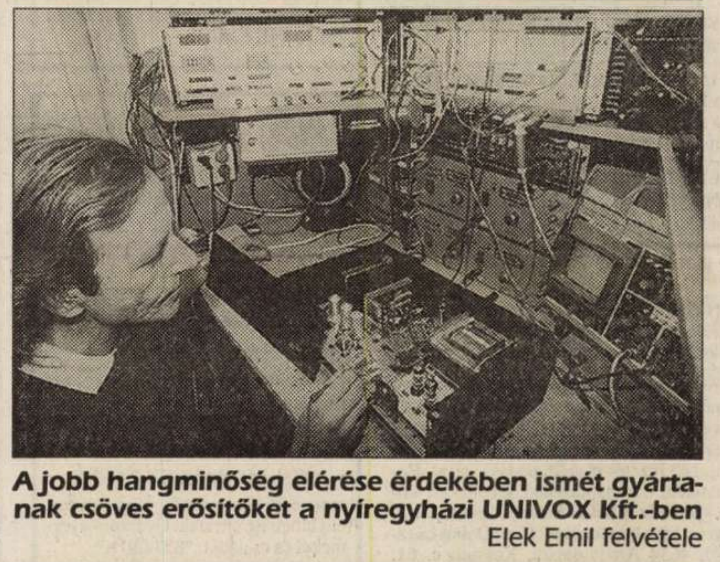 A jobb hangminőség elérése érdekében ismét gyárta-
nak csöves erősítőket a nyíregyházi UNIVOX Kft.-ben
Elek Emil felvétele